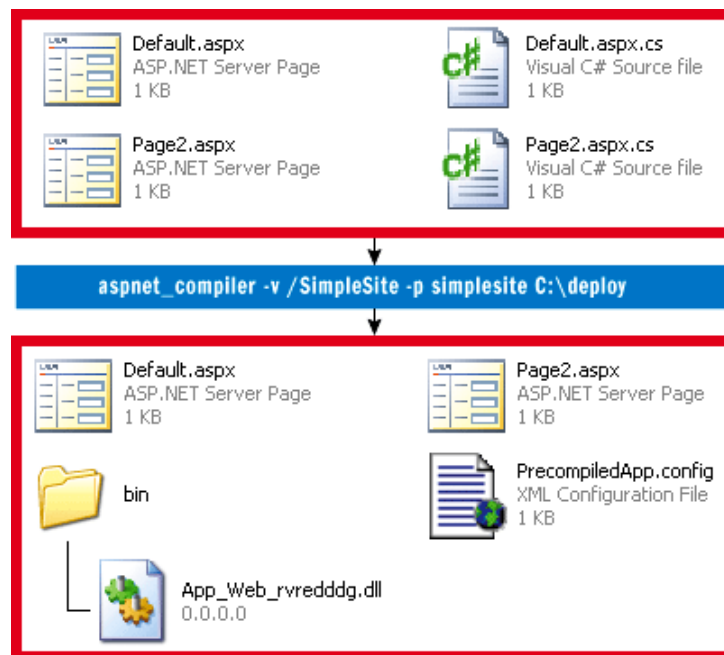 Default.aspx
ASP.NET Server Page
1 KB
Default.aspx.cs
Visual C# Source file
1 KB
Page2.aspx
ASP.NET Server Page
1 KB
Page2.aspx.cs
Visual C# Source file
1 KB
aspnet_compiler -v /SimpleSite -p simplesite C:\deploy
Default.aspx
ASP.NET Server Page
1 KB
Page2.aspx
ASP.NET Server Page
1 KB
bin
PrecompiledApp.config
XML Configuration File
1 KB
App_Web_rvredddg.dll
0.0.0.0